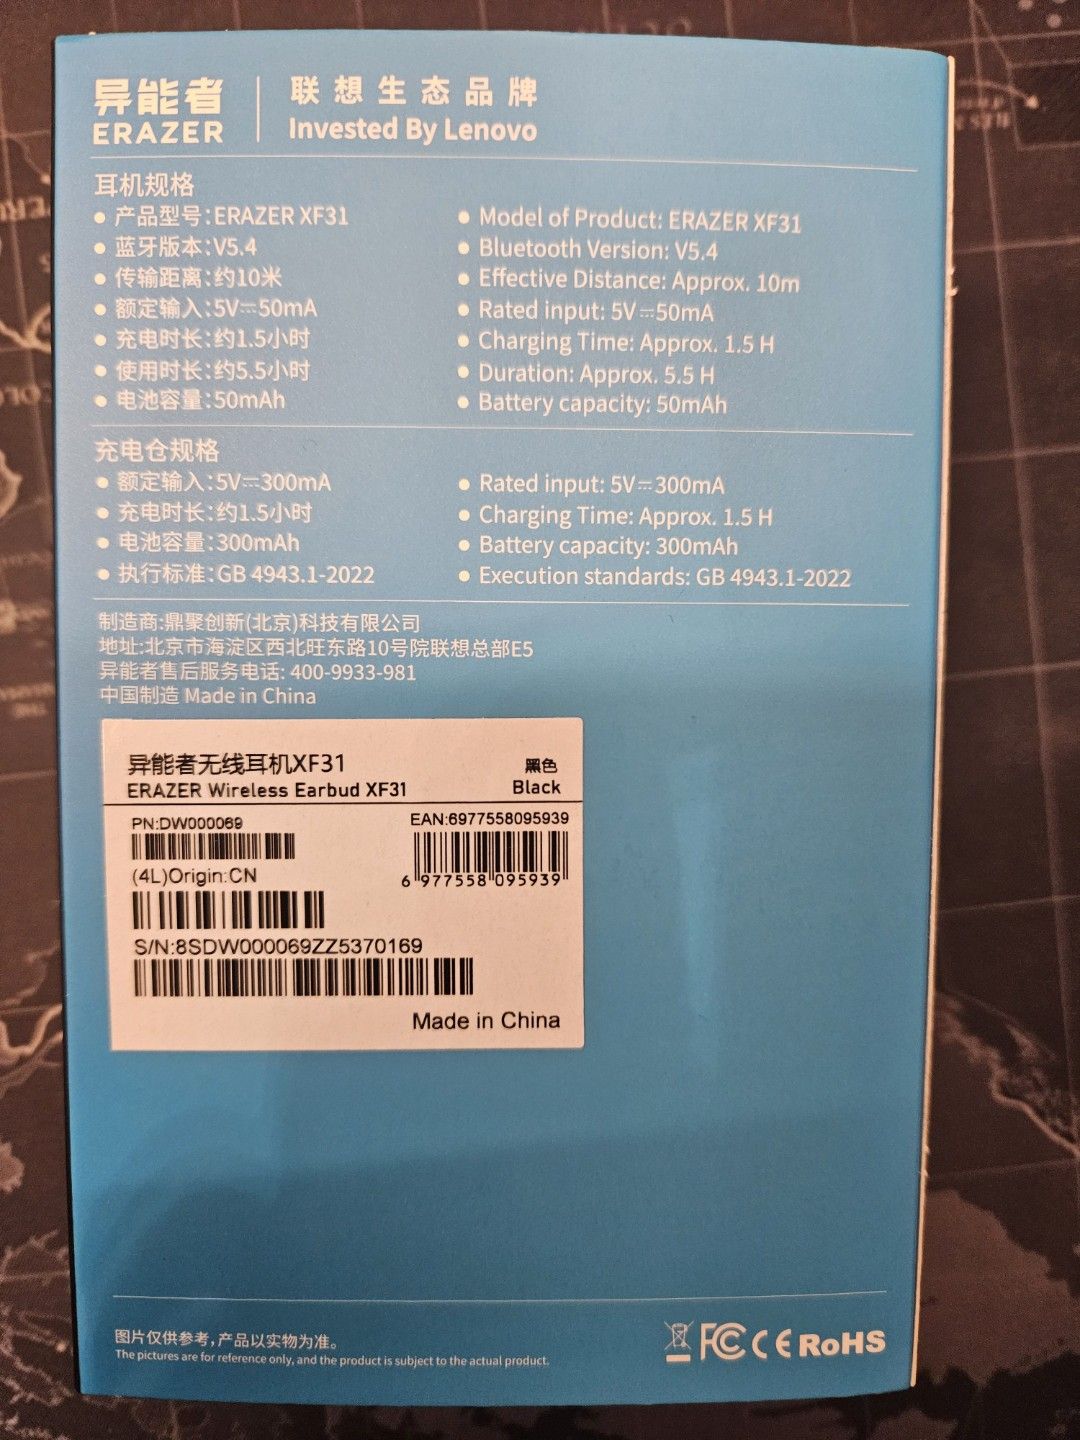 异能者
ERAZER
联想生态品牌
Invested By Lenovo
耳机规格
产品型号:ERAZER XF31
蓝牙版本:V5.4
传输距离:约10米
额定输入:5V⎓50mA
充电时长:约1.5小时
使用时长:约5.5小时
电池容量:50mAh
Model of Product: ERAZER XF31
Bluetooth Version: V5.4
Effective Distance: Approx. 10m
Rated input: 5V⎓50mA
Charging Time: Approx. 1.5 H
Duration: Approx. 5.5 H
Battery capacity: 50mAh
充电仓规格
额定输入:5V⎓300mA
充电时长:约1.5小时
电池容量:300mAh
执行标准:GB 4943.1-2022
Rated input: 5V⎓300mA
Charging Time: Approx. 1.5 H
Battery capacity: 300mAh
Execution standards: GB 4943.1-2022
制造商:鼎聚创新(北京)科技有限公司
地址:北京市海淀区西北旺东路10号院联想总部E5
异能者售后服务电话: 400-9933-981
中国制造 Made in China
异能者无线耳机XF31
ERAZER Wireless Earbud XF31
黑色
Black
PN:DW000069
(4L)Origin:CN
EAN:6977558095939
6 977558 095939
S/N:8SDW000069ZZ5370169
Made in China
图片仅供参考,产品以实物为准。
The pictures are for reference only, and the product is subject to the actual product.
FC CE RoHS